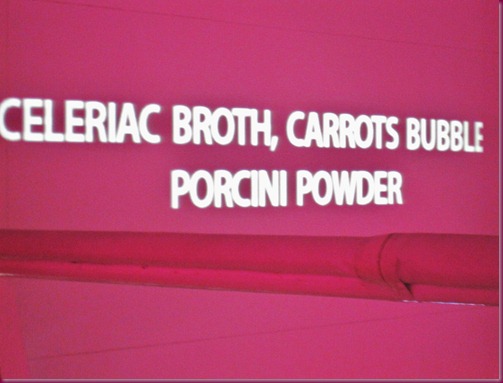 CELERIAC BROTH, CARROTS BUBBLE
PORCINI POWDER